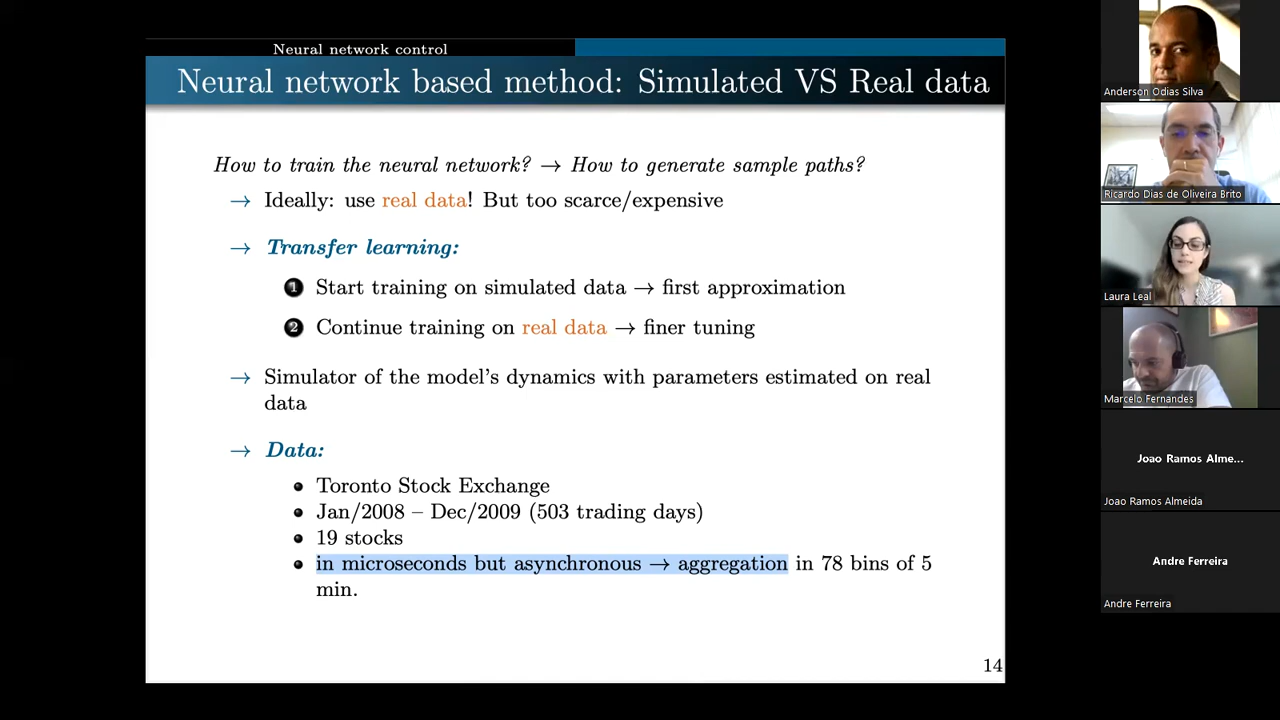 Neural network control
Neural network based method: Simulated VS Real data
How to train the neural network? → How to generate sample paths?
→ Ideally: use real data! But too scarce/expensive
→ Transfer learning:
1 Start training on simulated data → first approximation
2 Continue training on real data → finer tuning
→ Simulator of the model's dynamics with parameters estimated on real
data
→ Data:
• Toronto Stock Exchange
• Jan/2008 – Dec/2009 (503 trading days)
• 19 stocks
• in microseconds but asynchronous → aggregation in 78 bins of 5
min.
14
Anderson Odias Silva
Ricardo Dias de Oliveira Brito
Laura Leal
Marcelo Fernandes
Joao Ramos Alme...
Joao Ramos Almeida
Andre Ferreira
Andre Ferreira